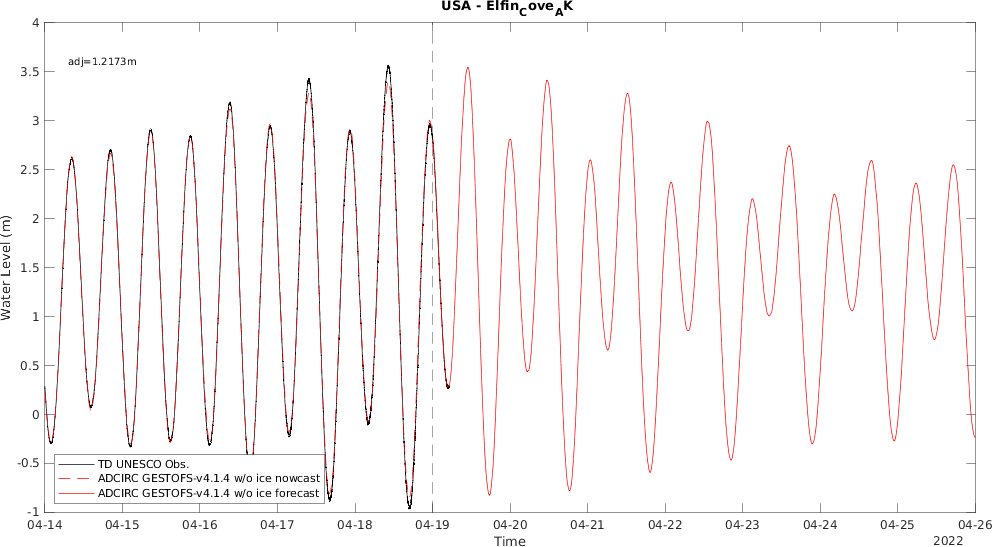 USA - ElfinCoveAK
adj=1.2173m
Water Level (m)
4
3.5
3
2.5
2
1.5
1
0.5
0
-0.5
-1
TD UNESCO Obs.
ADCIRC GESTOFS-v4.1.4 w/o ice nowcast
ADCIRC GESTOFS-v4.1.4 w/o ice forecast
04-14 04-15 04-16 04-17 04-18 04-19 04-20 04-21 04-22 04-23 04-24 04-25 04-26
Time
2022